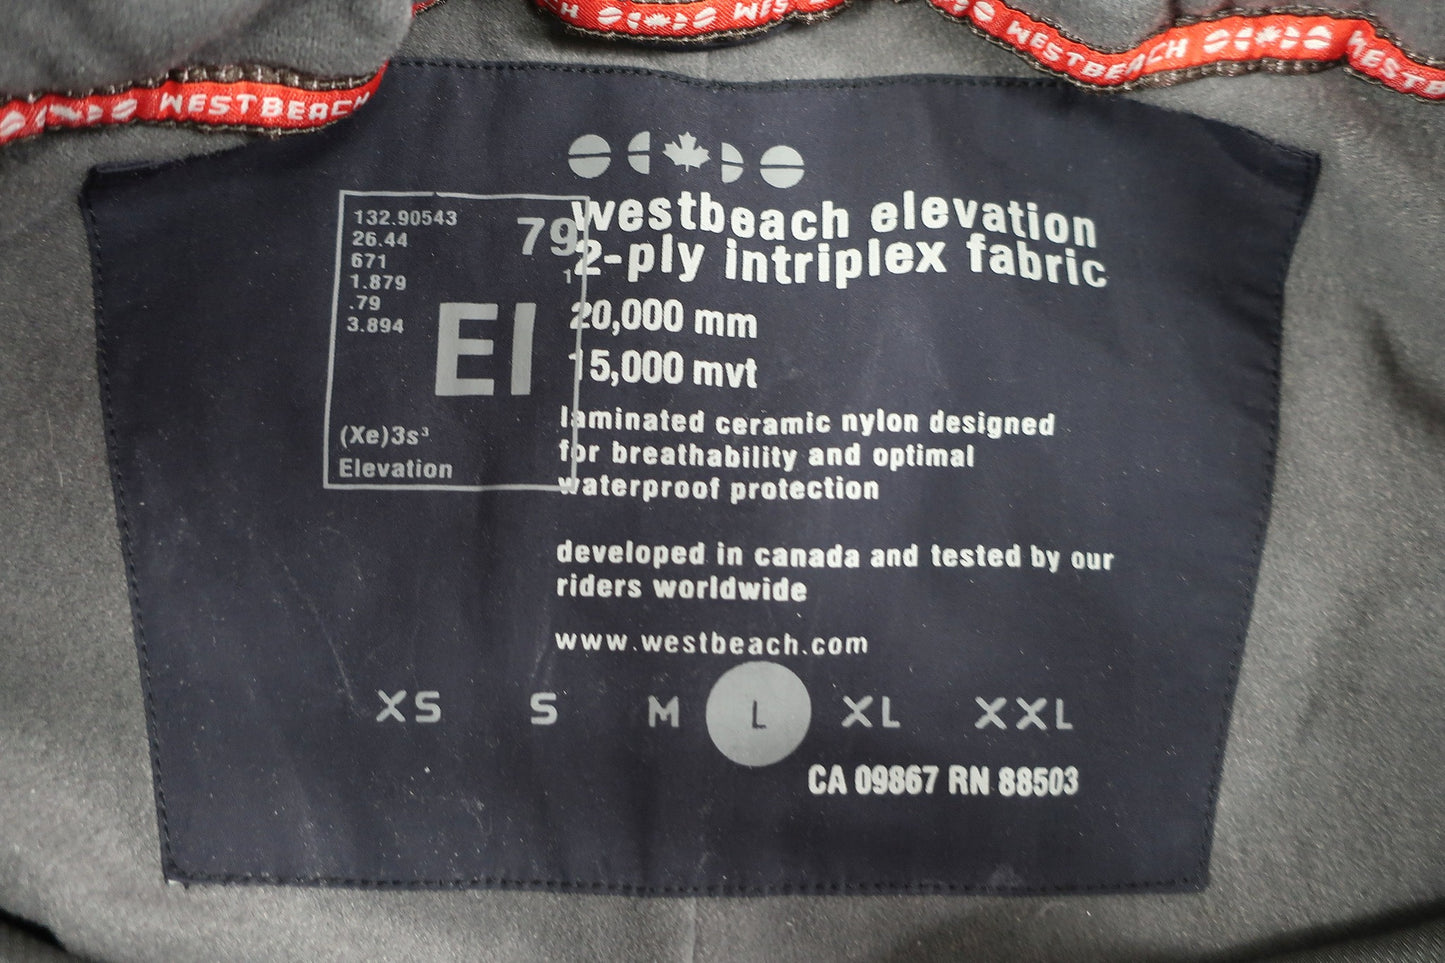 WESTBEACH
WES
WESTBEACH
WESTB
westbeach elevation
2-ply intriplex fabric
20,000 mm
15,000 mvt
laminated ceramic nylon designed
for breathability and optimal
waterproof protection
developed in canada and tested by our
riders worldwide
www.westbeach.com
132.90543
26.44
671
1.879
.79
3.894
79
1
El
(Xe)3s³
Elevation
XS S M L XL XXL
CA 09867 RN 88503